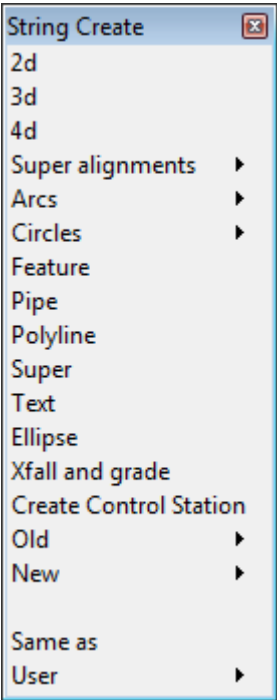 String Create
2d
3d
4d
Super alignments
Arcs
Circles
Feature
Pipe
Polyline
Super
Text
Ellipse
Xfall and grade
Create Control Station
Old
New
Same as
User